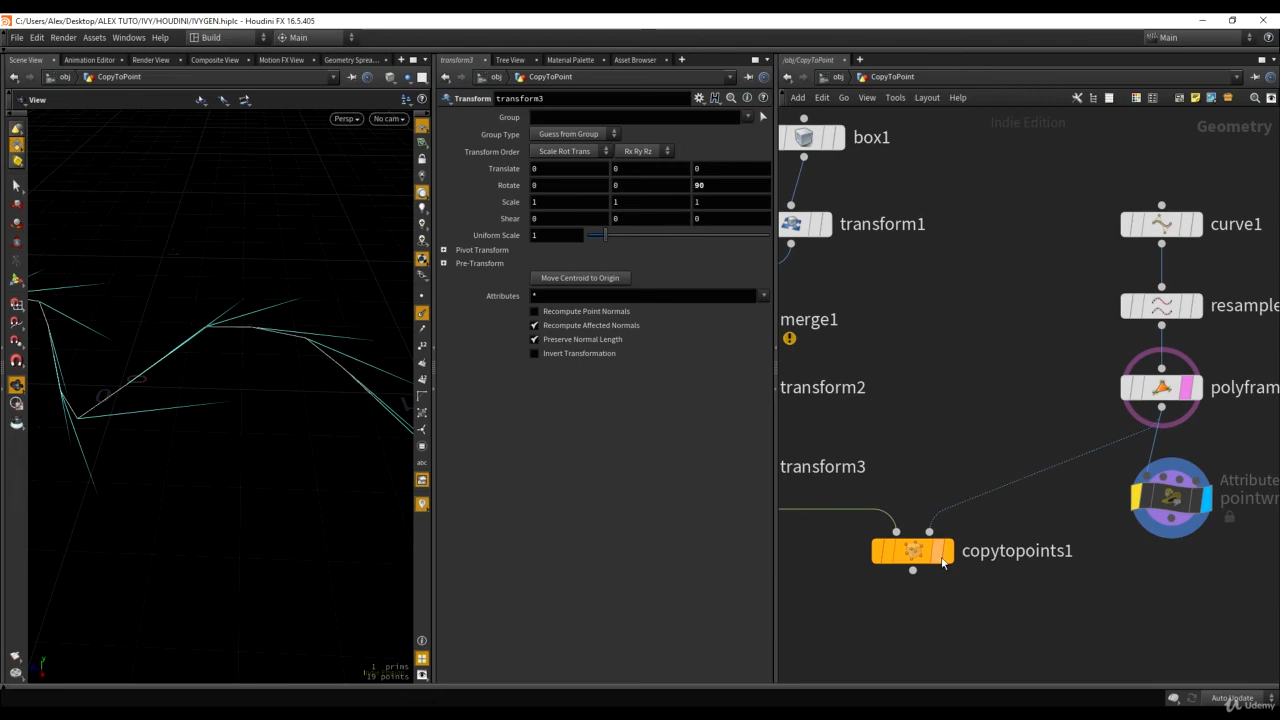 C:/Users/Alex/Desktop/ALEX TUTO/IVY/HOUDINI/IVYGEN.hiplc - Houdini FX 16.5.405
File Edit Render Assets Windows Help Build Main Main
Scene View Animation Editor Render View Composite View Motion FX View Geometry Sprea...
obj CopyToPoint
View
Persp
No cam
1 prims
19 points
transform3 Tree View Material Palette Asset Browser
obj CopyToPoint
Transform transform3
Group
Group Type Guess from Group
Transform Order Scale Rot Trans Rx Ry Rz
Translate 0 0 0
Rotate 0 0 90
Scale 1 1 1
Shear 0 0 0
Uniform Scale 1
Pivot Transform
Pre-Transform
Move Centroid to Origin
Attributes *
Recompute Point Normals
Recompute Affected Normals
Preserve Normal Length
Invert Transformation
/obj/CopyToPoint
obj CopyToPoint
Add Edit Go View Tools Layout Help
Indie Edition
Geometry
box1
transform1
curve1
merge1
resample
transform2
polyfram
transform3
Attribute
pointwr
copytopoints1
Auto Update
Udemy